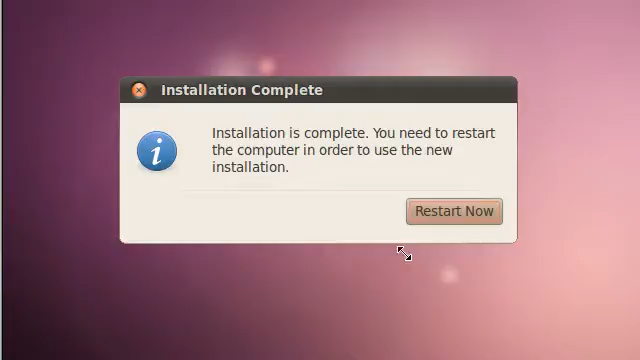 Installation Complete
Installation is complete. You need to restart
the computer in order to use the new
installation.
Restart Now